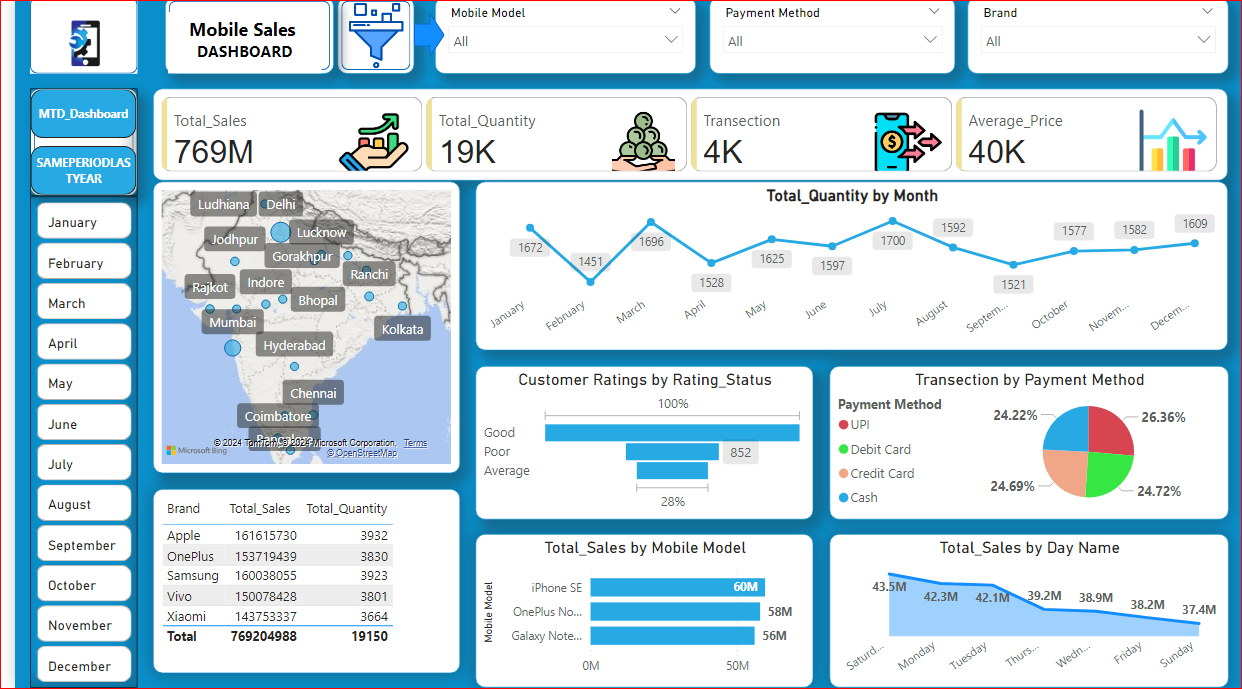 Mobile Sales
DASHBOARD
Mobile Model
All
Payment Method
All
Brand
All
MTD_Dashboard
SAMEPERIODLAS
TYEAR
January
February
March
April
May
June
July
August
September
October
November
December
Total_Sales
769M
Total_Quantity
19K
Transection
4K
Average_Price
40K
Ludhiana
Delhi
Lucknow
Jodhpur
Gorakhpur
Ranchi
Rajkot
Indore
Bhopal
Mumbai
Kolkata
Hyderabad
Chennai
Coimbatore
© 2024 TomTom, © 2024 Microsoft Corporation, Terms
Microsoft Bing
© OpenStreetMap
Total_Quantity by Month
1672
1451
1696
1528
1625
1597
1700
1592
1521
1577
1582
1609
January
February
March
April
May
June
July
August
Septem...
October
Novem...
Decem...
Customer Ratings by Rating_Status
100%
Good
Poor
852
Average
28%
Transection by Payment Method
Payment Method
UPI
Debit Card
Credit Card
Cash
24.22%
26.36%
24.69%
24.72%
Brand Total_Sales Total_Quantity
Apple 161615730 3932
OnePlus 153719439 3830
Samsung 160038055 3923
Vivo 150078428 3801
Xiaomi 143753337 3664
Total 769204988 19150
Total_Sales by Mobile Model
Mobile Model
iPhone SE 60M
OnePlus No... 58M
Galaxy Note... 56M
0M 50M
Total_Sales by Day Name
43.5M
42.3M
42.1M
39.2M
38.9M
38.2M
37.4M
Saturd...
Monday
Tuesday
Thurs...
Wedn...
Friday
Sunday